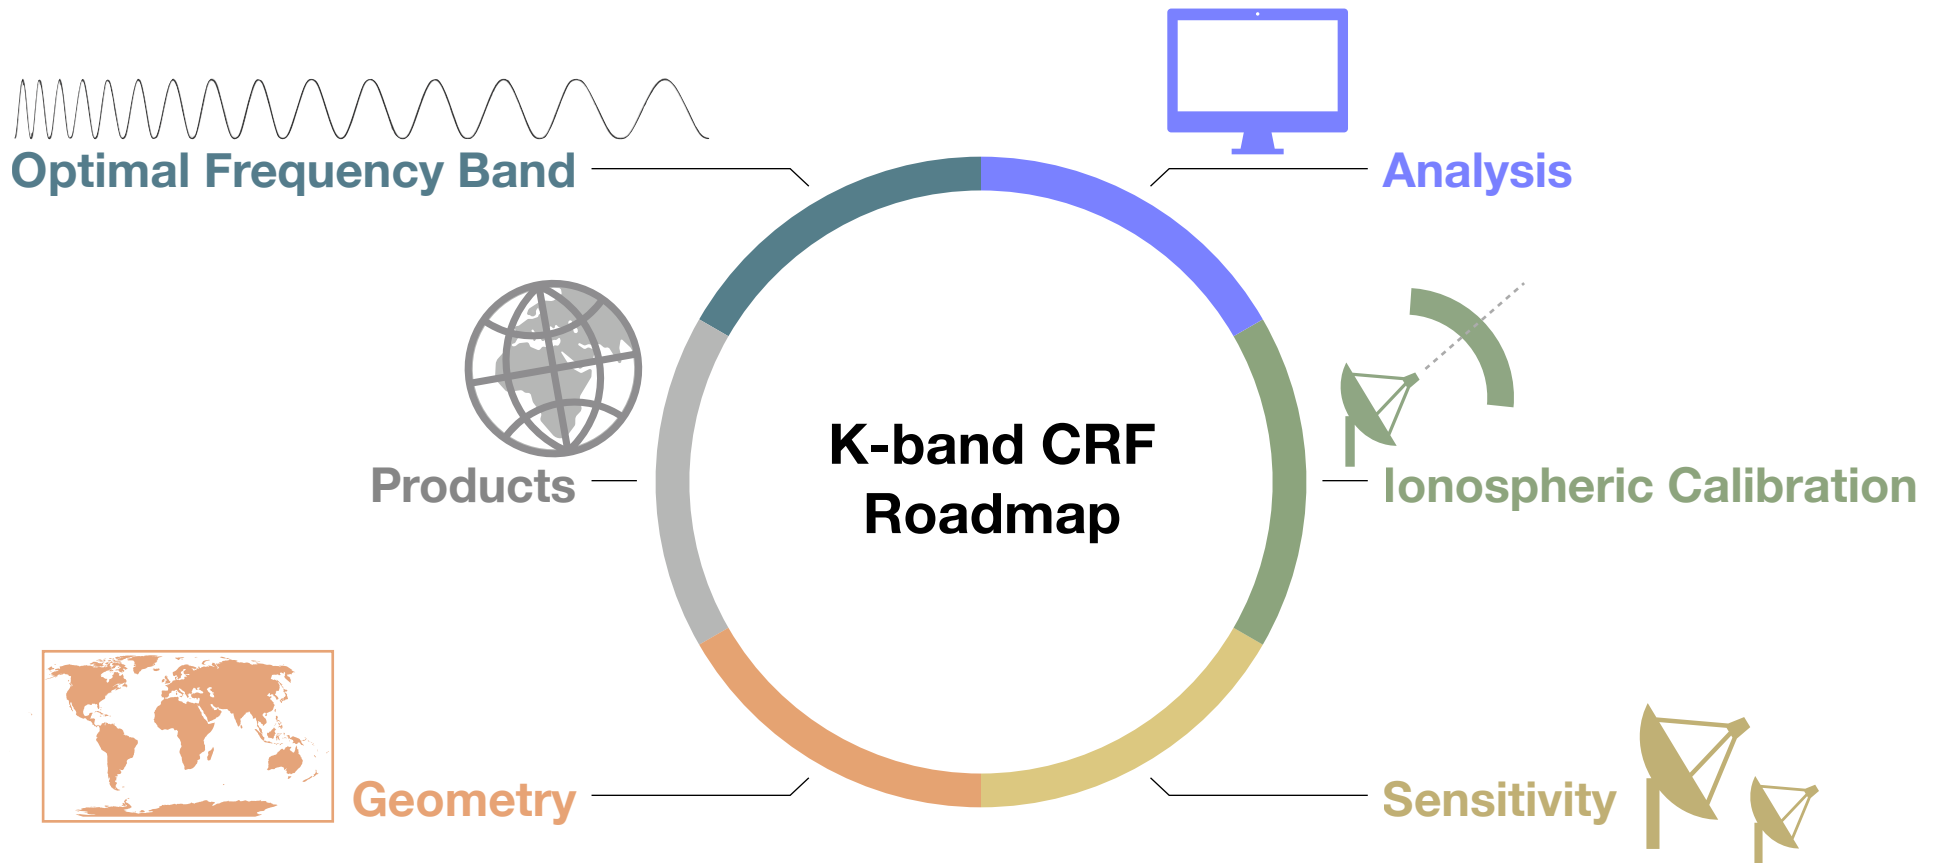 Optimal Frequency Band
Analysis
Products
K-band CRF
Roadmap
Ionospheric Calibration
Geometry
Sensitivity